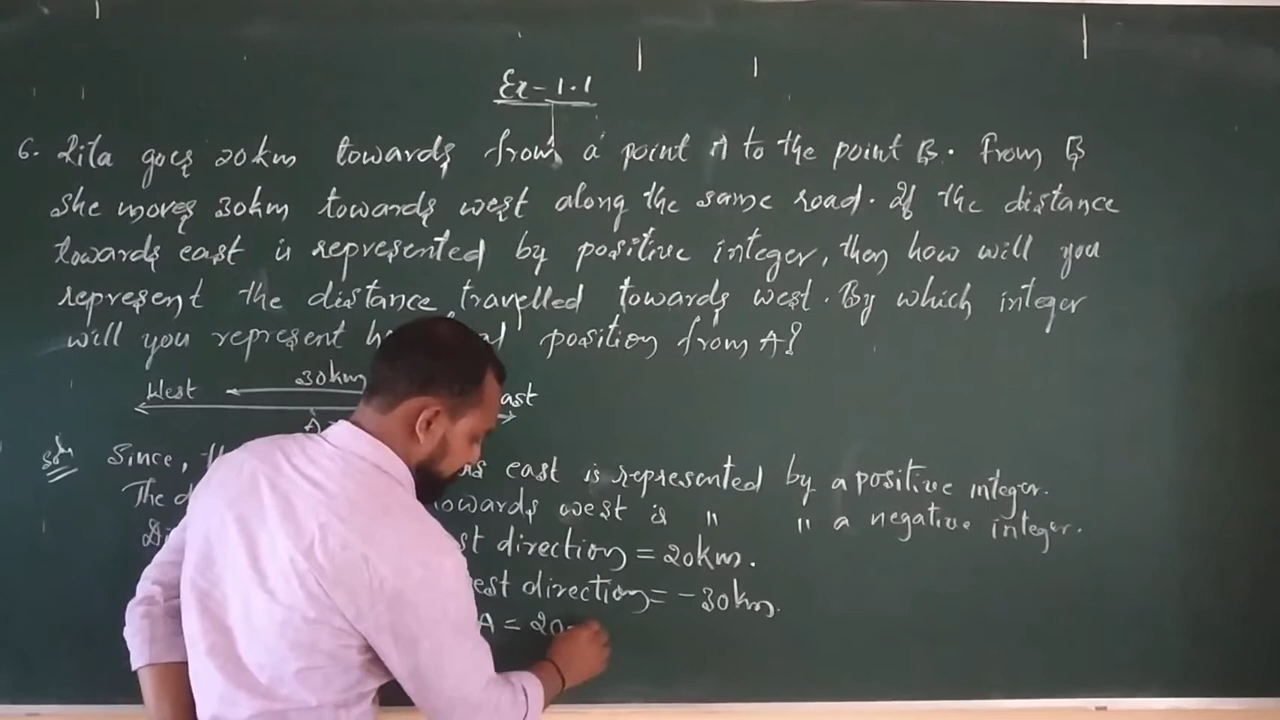 Ex-1.1
6. Rita goes 20km towards from a point A to the point B. From B
she moves 30km towards west along the same road. If the distance
towards east is represented by positive integer, then how will you
represent the distance travelled towards west. By which integer
will you represent position from A?
30km
West
A
Soln Since, east is represented by a positive integer.
The towards west is " " a negative integer.
direction = 20km.
direction = -30km.
A = 20